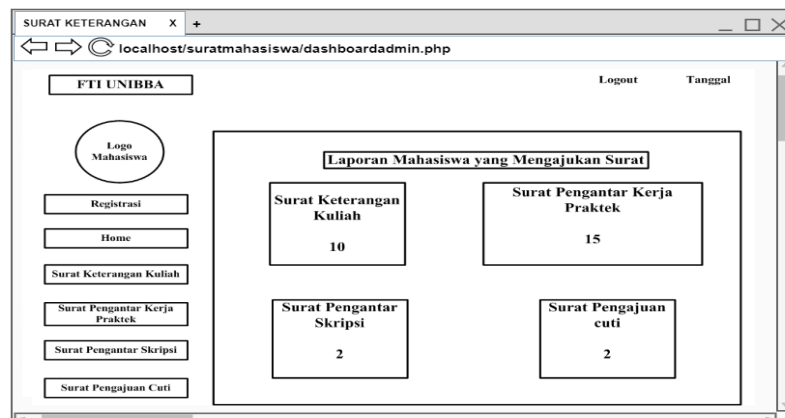 SURAT KETERANGAN X +
localhost/suratmahasiswa/dashboardadmin.php
FTI UNIBBA
Logout Tanggal
Logo
Mahasiswa
Registrasi
Home
Surat Keterangan Kuliah
Surat Pengantar Kerja
Praktek
Surat Pengantar Skripsi
Surat Pengajuan Cuti
Laporan Mahasiswa yang Mengajukan Surat
Surat Keterangan
Kuliah
10
Surat Pengantar Kerja
Praktek
15
Surat Pengantar
Skripsi
2
Surat Pengajuan
cuti
2